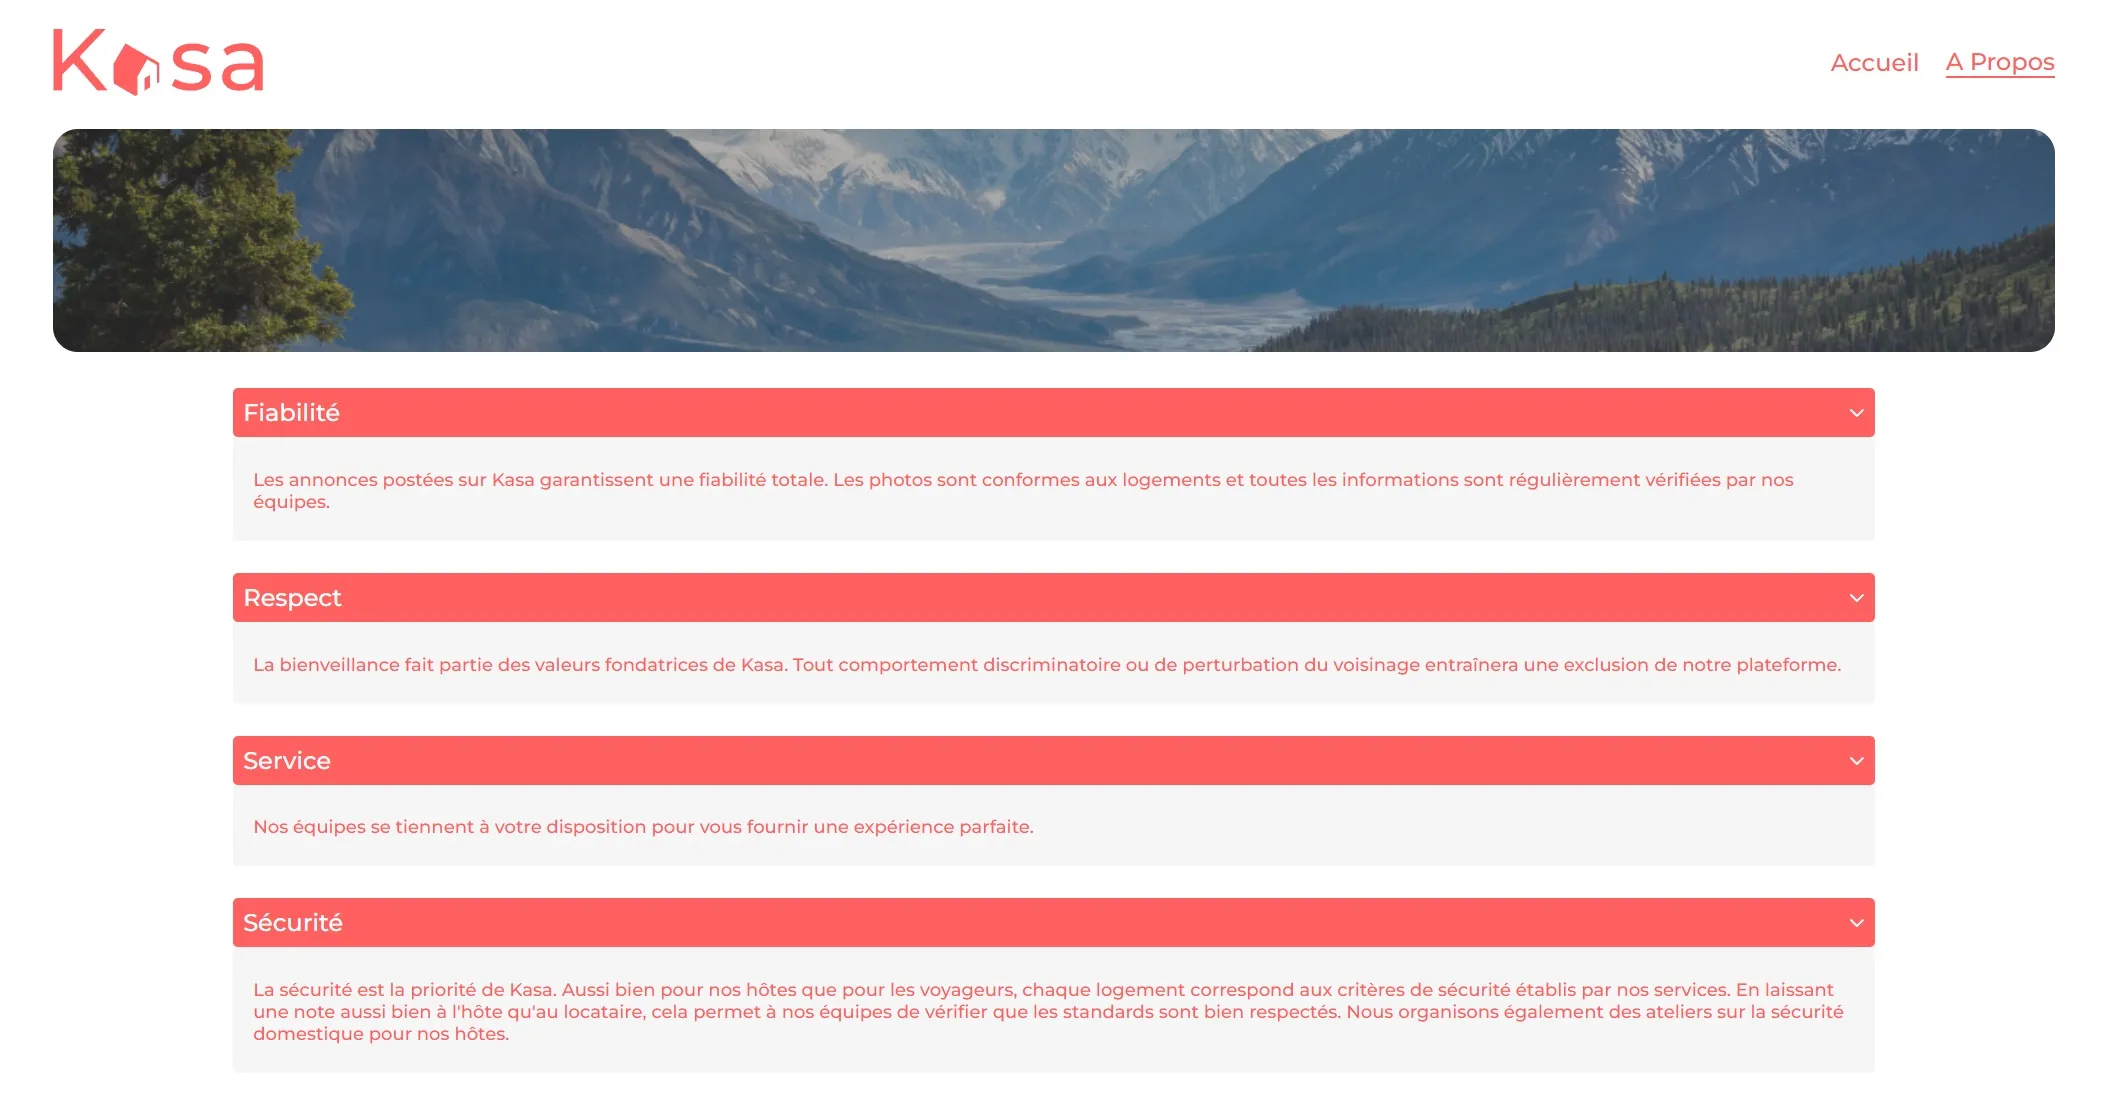 Kasa
Accueil
A Propos
Fiabilité
Les annonces postées sur Kasa garantissent une fiabilité totale. Les photos sont conformes aux logements et toutes les informations sont régulièrement vérifiées par nos
équipes.
Respect
La bienveillance fait partie des valeurs fondatrices de Kasa. Tout comportement discriminatoire ou de perturbation du voisinage entraînera une exclusion de notre plateforme.
Service
Nos équipes se tiennent à votre disposition pour vous fournir une expérience parfaite.
Sécurité
La sécurité est la priorité de Kasa. Aussi bien pour nos hôtes que pour les voyageurs, chaque logement correspond aux critères de sécurité établis par nos services. En laissant
une note aussi bien à l'hôte qu'au locataire, cela permet à nos équipes de vérifier que les standards sont bien respectés. Nous organisons également des ateliers sur la sécurité
domestique pour nos hôtes.